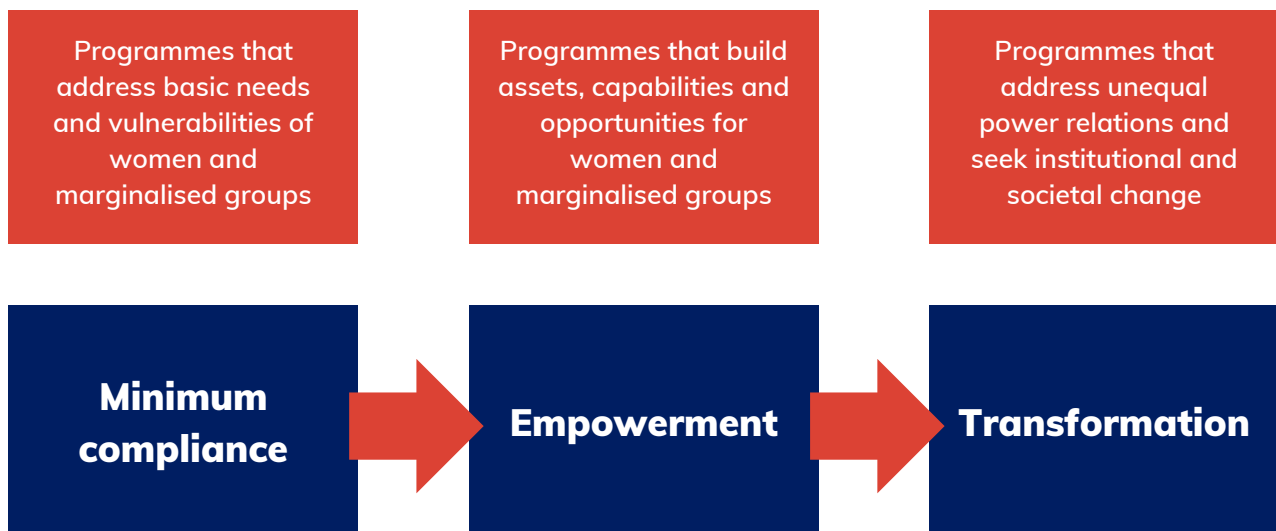 Programmes that
address basic needs
and vulnerabilities of
women and
marginalised groups
Programmes that build
assets, capabilities and
opportunities for
women and
marginalised groups
Programmes that
address unequal
power relations and
seek institutional and
societal change
Minimum
compliance
Empowerment
Transformation